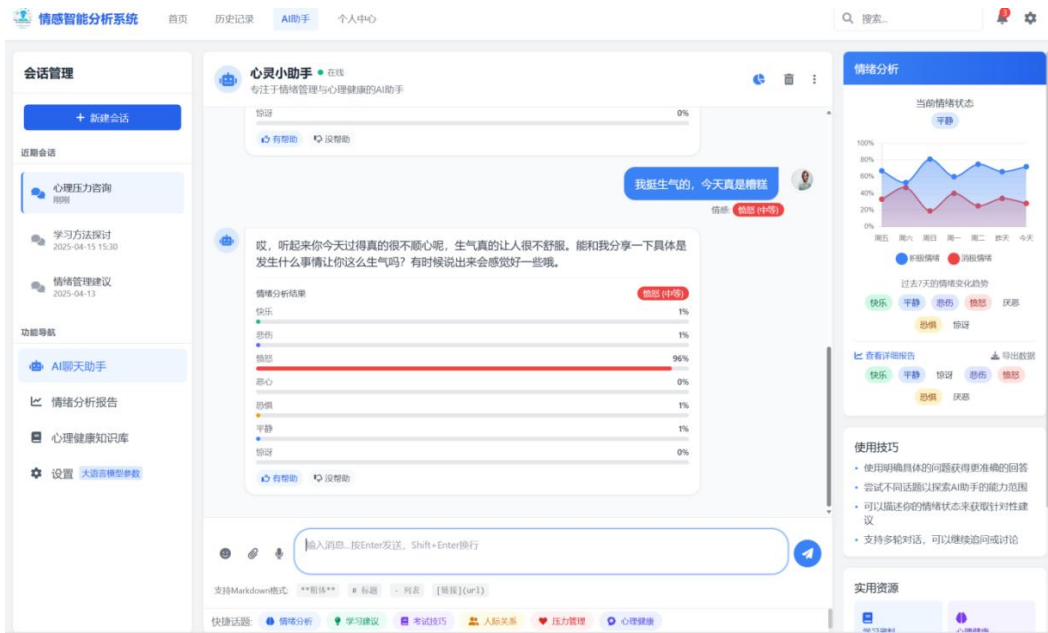 情感智能分析系统
首页
历史记录
AI助手
个人中心
搜索...
3
会话管理
+ 新建会话
近期会话
心理压力咨询
刚刚
学习方法探讨
2025-04-15 15:30
情绪管理建议
2025-04-13
功能导航
AI聊天助手
情绪分析报告
心理健康知识库
设置 大语言模型参数
心灵小助手 在线
专注于情绪管理与心理健康的AI助手
惊讶 0%
有帮助 没帮助
我挺生气的，今天真是糟糕
情感: 愤怒 (中等)
哎，听起来你今天过得真的很不顺心呢，生气真的让人很不舒服。能和我分享一下具体是
发生什么事情让你这么生气吗？有时候说出来会感觉好一些哦。
情绪分析结果 愤怒 (中等)
快乐 1%
悲伤 1%
愤怒 96%
恶心 0%
恐惧 1%
平静 1%
惊讶 0%
有帮助 没帮助
输入消息...按Enter发送，Shift+Enter换行
支持Markdown格式: **粗体** # 标题 - 列表 [链接](url)
快捷话题: 情绪分析 学习建议 考试技巧 人际关系 压力管理 心理健康
情绪分析
当前情绪状态
平静
100%
80%
60%
40%
20%
0%
周五 周六 周日 周一 周二 昨天 今天
积极情绪 消极情绪
过去7天的情绪变化趋势
快乐 平静 悲伤 愤怒 厌恶
恐惧 惊讶
查看详细报告 导出数据
快乐 平静 惊讶 悲伤 愤怒
恐惧 厌恶
使用技巧
• 使用明确具体的问题获得更准确的回答
• 尝试不同话题以探索AI助手的能力范围
• 可以描述你的情绪状态来获取针对性建
议
• 支持多轮对话，可以继续追问或讨论
实用资源
学习资料
心理健康